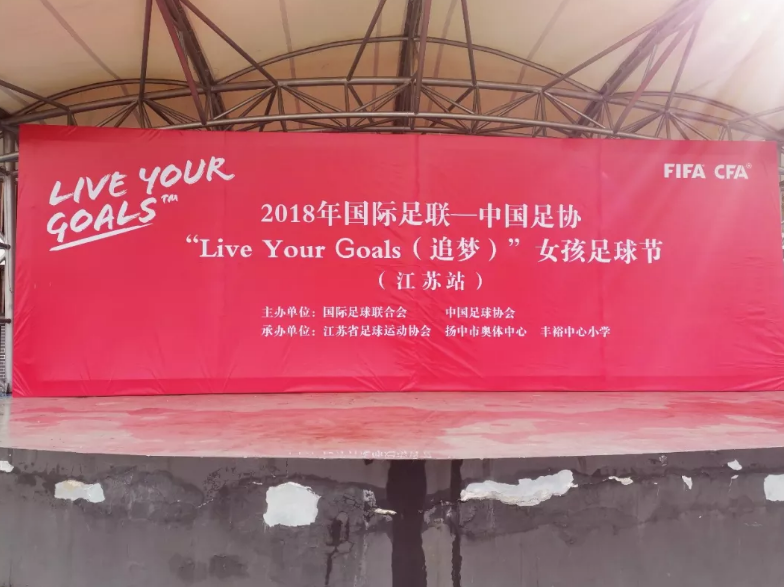 LIVE YOUR
GOALS™
FIFA® CFA®
2018年国际足联—中国足协
“Live Your Goals（追梦）”女孩足球节
（江苏站）
主办单位：国际足球联合会 中国足球协会
承办单位：江苏省足球运动协会 扬中市奥体中心 丰裕中心小学